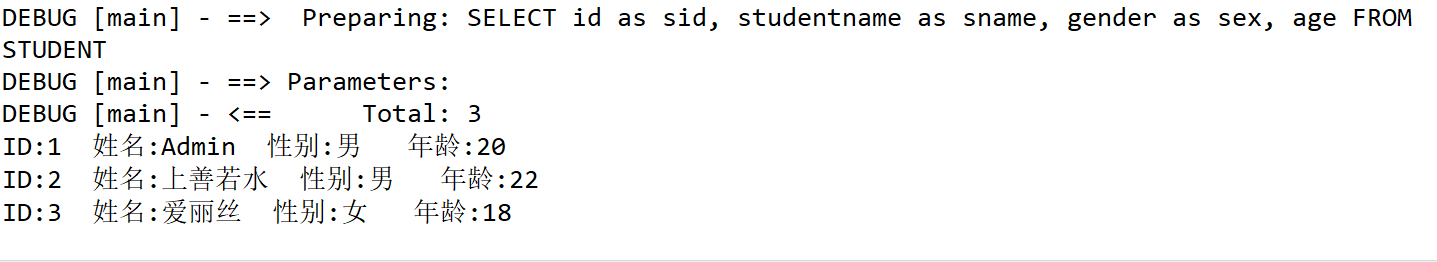 DEBUG [main] - ==>  Preparing: SELECT id as sid, studentname as sname, gender as sex, age FROM
STUDENT
DEBUG [main] - ==> Parameters:
DEBUG [main] - <==      Total: 3
ID:1  姓名:Admin  性别:男   年龄:20
ID:2  姓名:上善若水  性别:男   年龄:22
ID:3  姓名:爱丽丝  性别:女   年龄:18